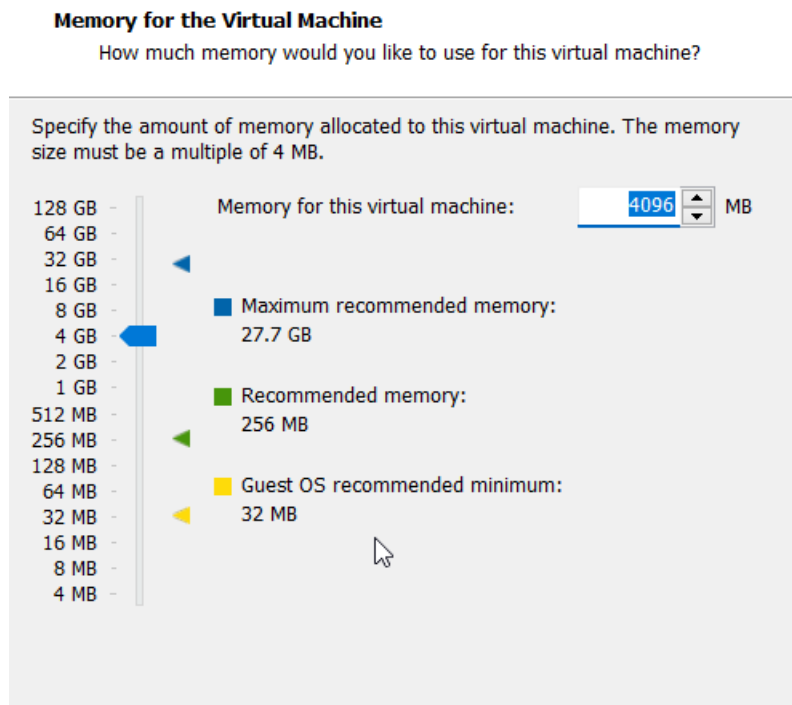 Memory for the Virtual Machine
How much memory would you like to use for this virtual machine?
Specify the amount of memory allocated to this virtual machine. The memory
size must be a multiple of 4 MB.
Memory for this virtual machine: 4096 MB
128 GB
64 GB
32 GB
16 GB
8 GB
4 GB
2 GB
1 GB
512 MB
256 MB
128 MB
64 MB
32 MB
16 MB
8 MB
4 MB
Maximum recommended memory:
27.7 GB
Recommended memory:
256 MB
Guest OS recommended minimum:
32 MB